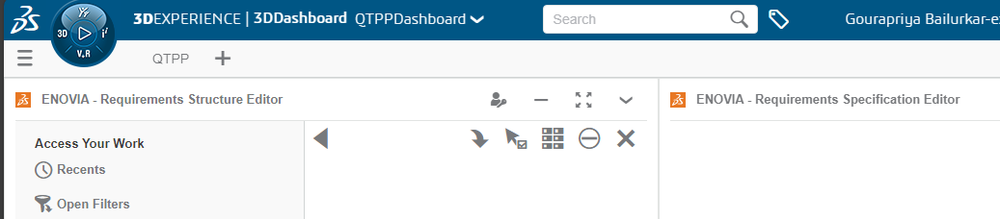 3DEXPERIENCE | 3DDashboard QTPPDashboard
Search
Gourapriya Bailurkar-e
3D
V.R
QTPP
ENOVIA - Requirements Structure Editor
ENOVIA - Requirements Specification Editor
Access Your Work
Recents
Open Filters